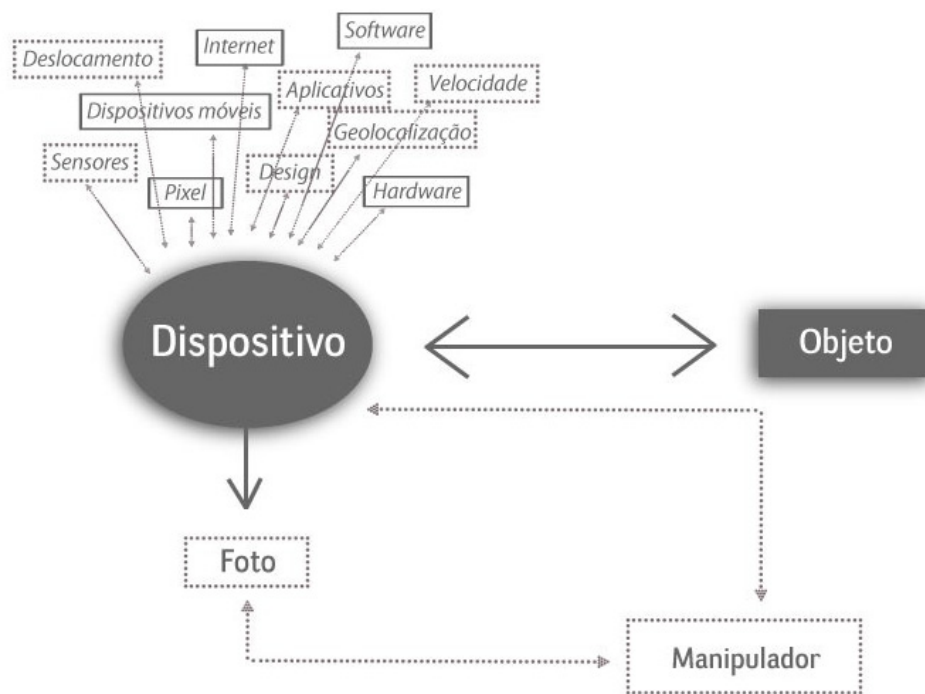 Software
Internet
Deslocamento
Velocidade
Aplicativos
Dispositivos móveis
Geolocalização
Sensores
Design
Pixel
Hardware
Dispositivo
Objeto
Foto
Manipulador